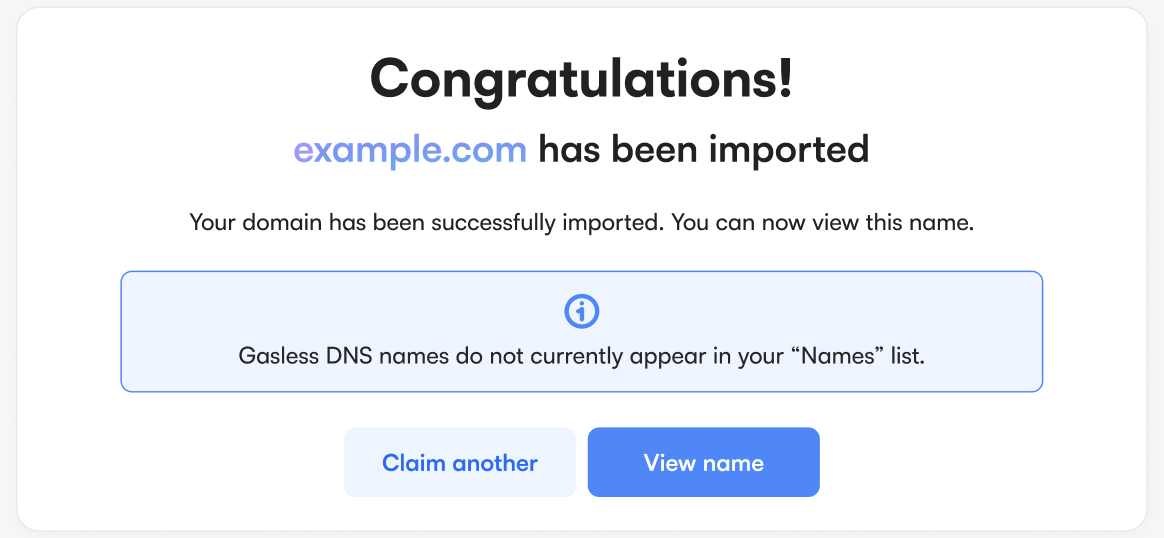 Congratulations!
example.com has been imported
Your domain has been successfully imported. You can now view this name.
Gasless DNS names do not currently appear in your “Names” list.
Claim another
View name